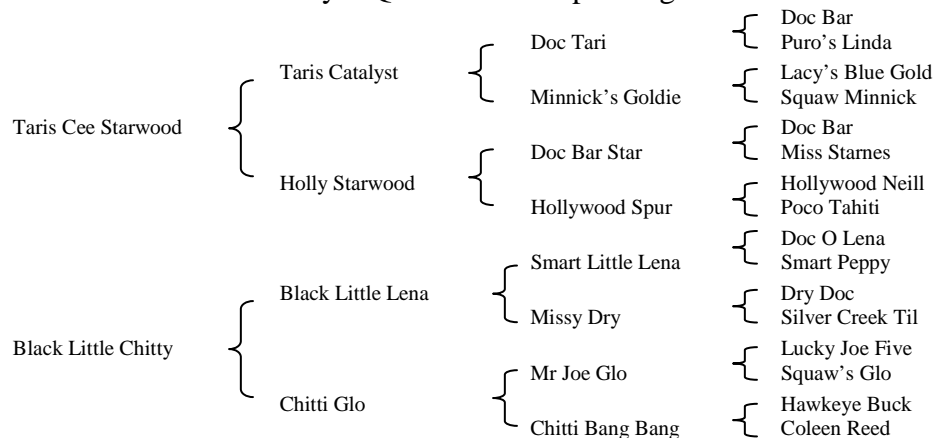 Doc Bar
Doc Tari
Puro's Linda
Taris Catalyst
Lacy's Blue Gold
Minnick's Goldie
Squaw Minnick
Taris Cee Starwood
Doc Bar
Doc Bar Star
Miss Starnes
Holly Starwood
Hollywood Neill
Hollywood Spur
Poco Tahiti
Doc O Lena
Smart Little Lena
Smart Peppy
Black Little Lena
Dry Doc
Missy Dry
Silver Creek Til
Black Little Chitty
Lucky Joe Five
Mr Joe Glo
Squaw's Glo
Chitti Glo
Hawkeye Buck
Chitti Bang Bang
Coleen Reed